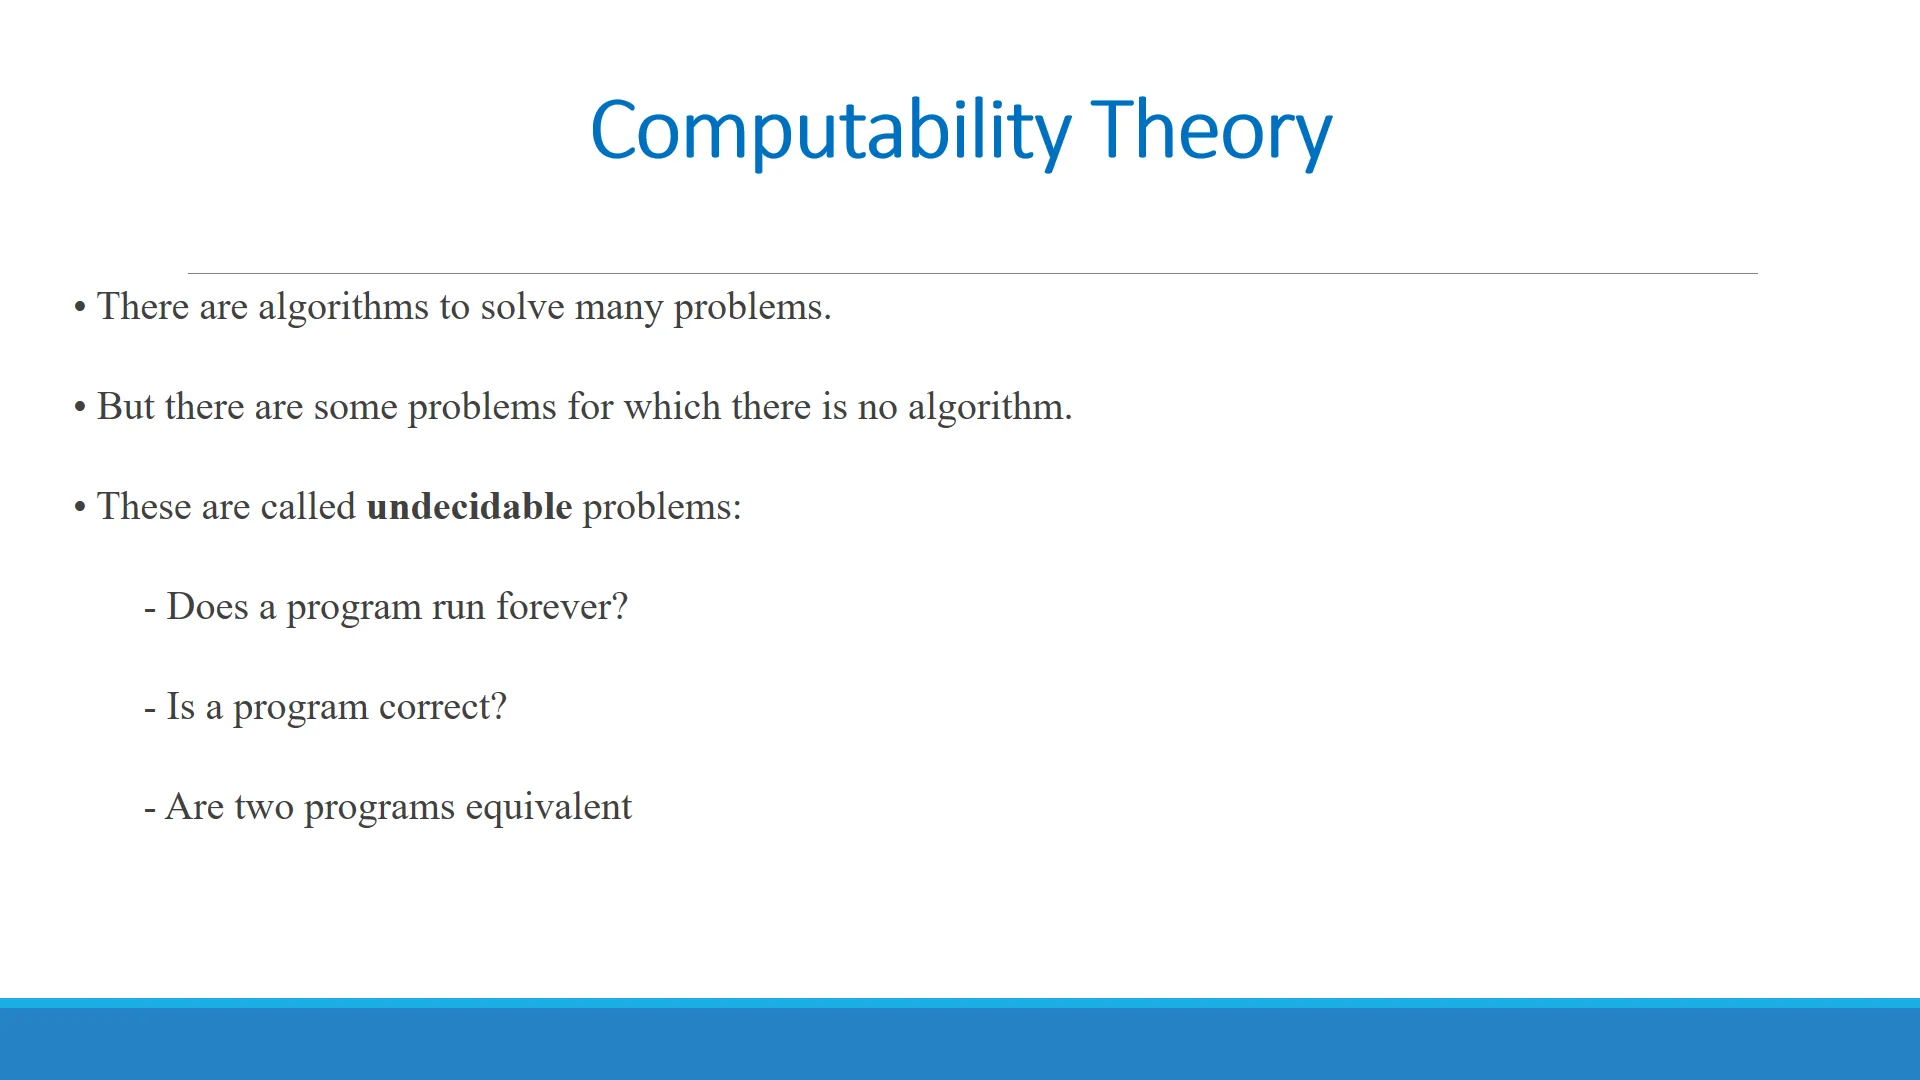 Computability Theory
• There are algorithms to solve many problems.
• But there are some problems for which there is no algorithm.
• These are called undecidable problems:
- Does a program run forever?
- Is a program correct?
- Are two programs equivalent